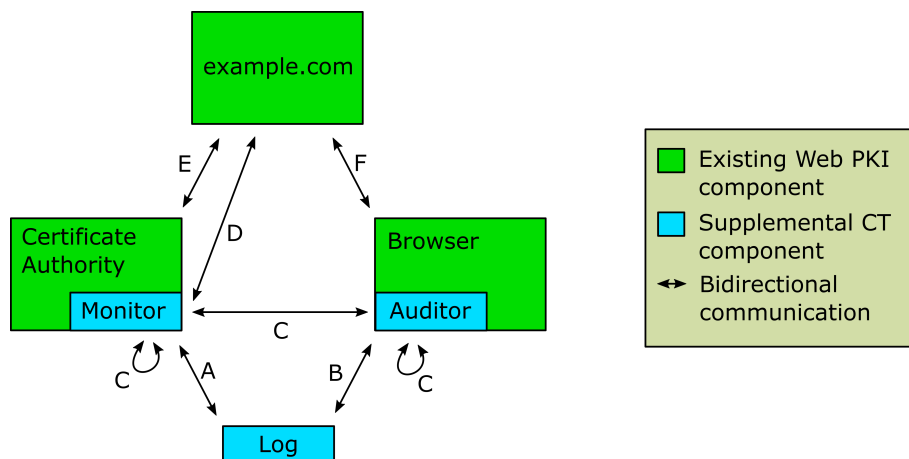 example.com
E
F
D
Certificate
Authority
Monitor
Browser
Auditor
C
C
A
B
C
Log
Existing Web PKI
component
Supplemental CT
component
Bidirectional
communication